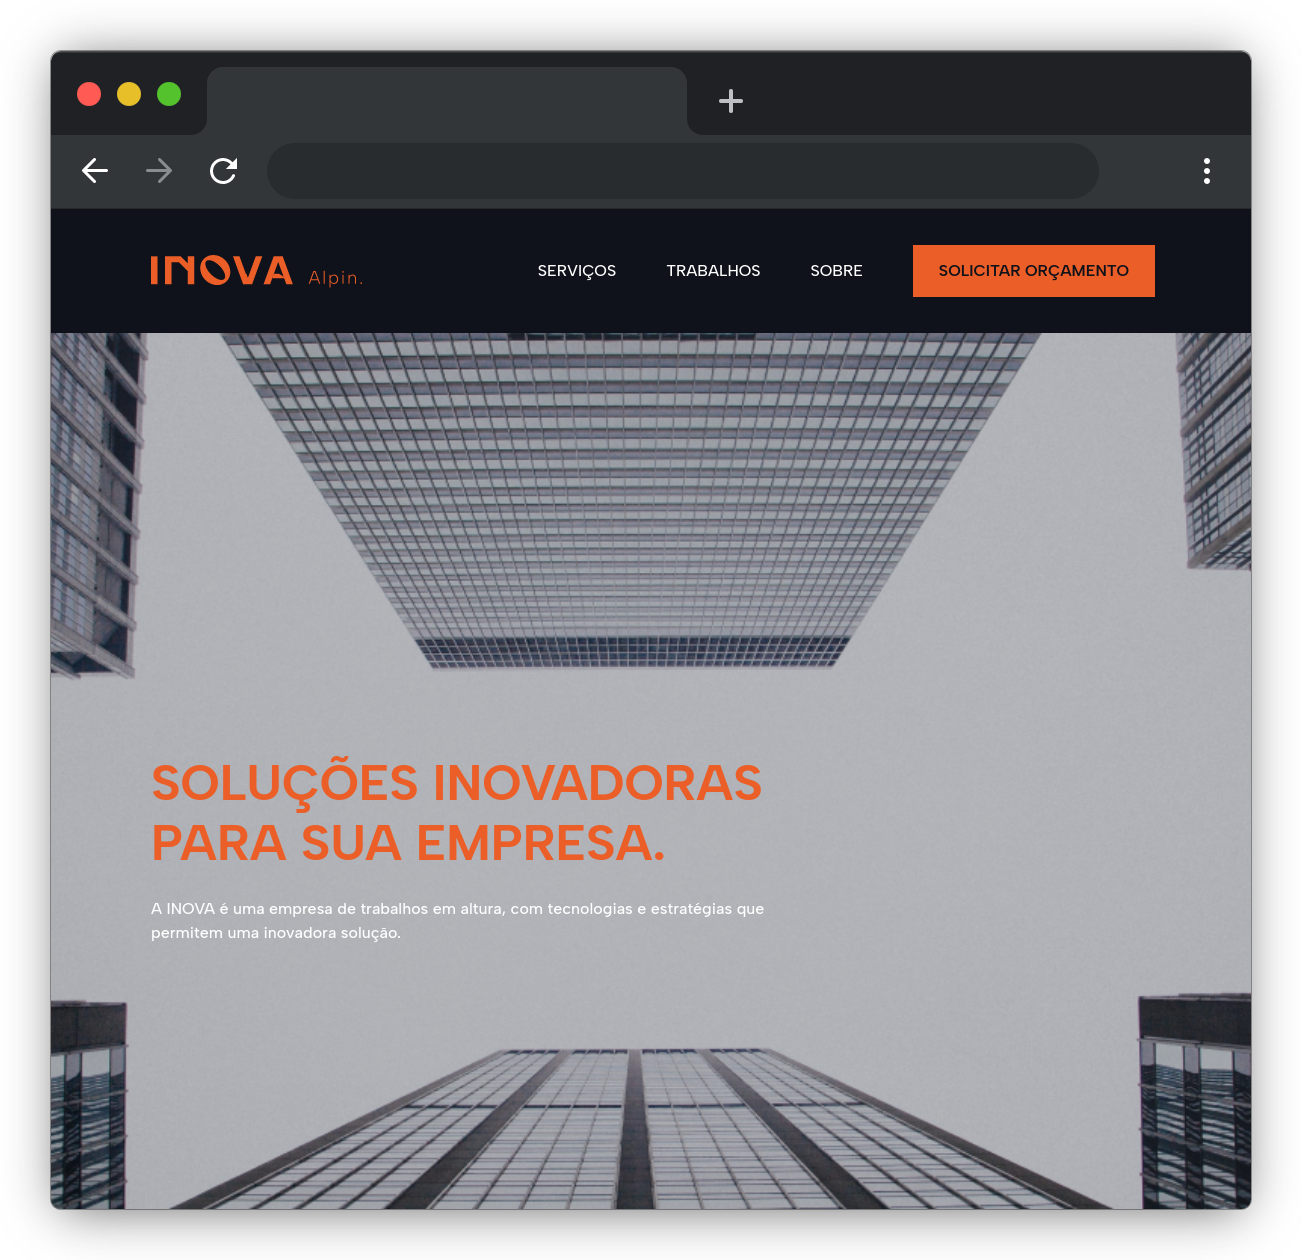 INOVA Alpin.
SERVIÇOS
TRABALHOS
SOBRE
SOLICITAR ORÇAMENTO
SOLUÇÕES INOVADORAS
PARA SUA EMPRESA.
A INOVA é uma empresa de trabalhos em altura, com tecnologias e estratégias que
permitem uma inovadora solução.